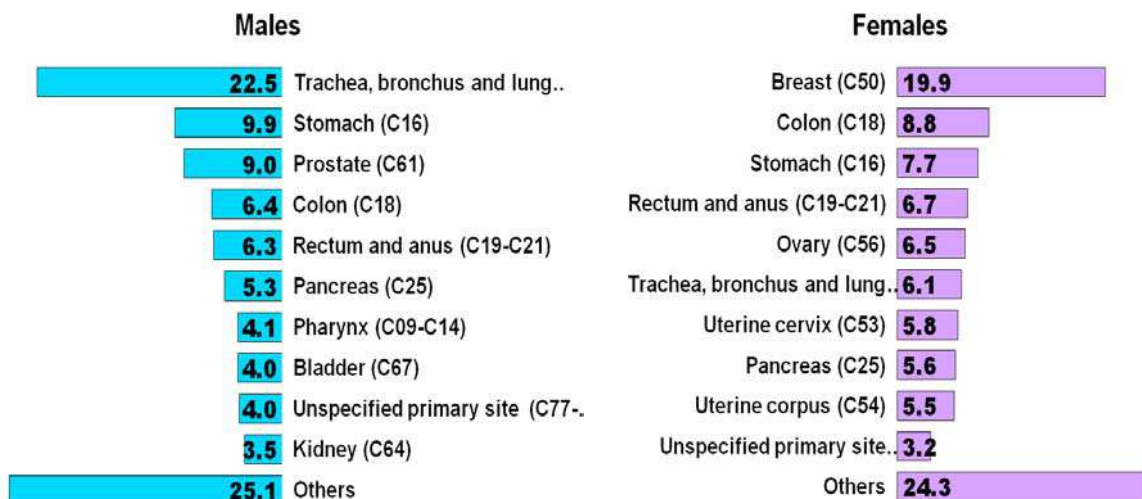 Males
22.5 Trachea, bronchus and lung..
9.9 Stomach (C16)
9.0 Prostate (C61)
6.4 Colon (C18)
6.3 Rectum and anus (C19-C21)
5.3 Pancreas (C25)
4.1 Pharynx (C09-C14)
4.0 Bladder (C67)
4.0 Unspecified primary site (C77-.
3.5 Kidney (C64)
25.1 Others
Females
Breast (C50) 19.9
Colon (C18) 8.8
Stomach (C16) 7.7
Rectum and anus (C19-C21) 6.7
Ovary (C56) 6.5
Trachea, bronchus and lung.. 6.1
Uterine cervix (C53) 5.8
Pancreas (C25) 5.6
Uterine corpus (C54) 5.5
Unspecified primary site.. 3.2
Others 24.3